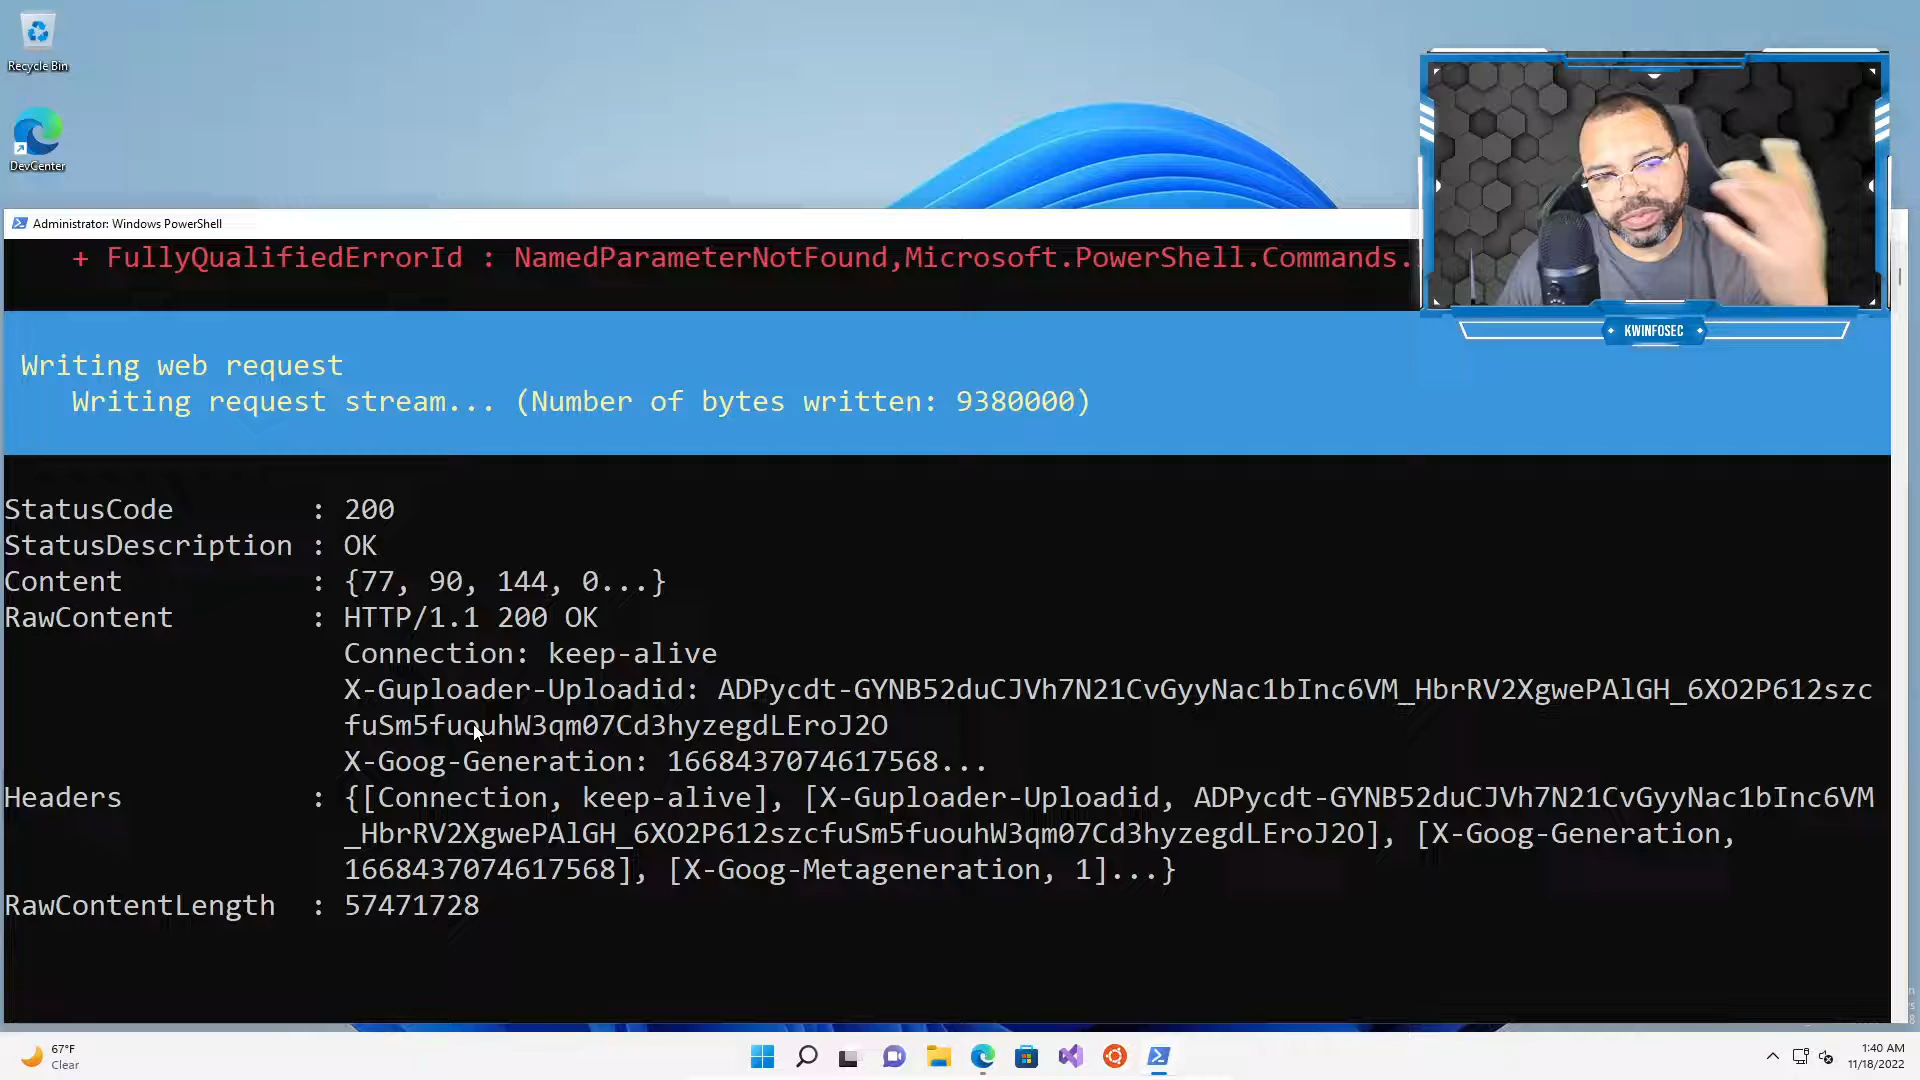 Recycle Bin
DevCenter
KWINFOSEC
Administrator: Windows PowerShell
+ FullyQualifiedErrorId : NamedParameterNotFound,Microsoft.PowerShell.Commands.
Writing web request
Writing request stream... (Number of bytes written: 9380000)
StatusCode : 200
StatusDescription : OK
Content : {77, 90, 144, 0...}
RawContent : HTTP/1.1 200 OK
Connection: keep-alive
X-Guploader-Uploadid: ADPycdt-GYNB52duCJVh7N21CvGyyNac1bInc6VM_HbrRV2XgwePAlGH_6XO2P612szc
fuSm5fuouhW3qm07Cd3hyzegdLEroJ2O
X-Goog-Generation: 1668437074617568...
Headers : {[Connection, keep-alive], [X-Guploader-Uploadid, ADPycdt-GYNB52duCJVh7N21CvGyyNac1bInc6VM
_HbrRV2XgwePAlGH_6XO2P612szcfuSm5fuouhW3qm07Cd3hyzegdLEroJ2O], [X-Goog-Generation,
1668437074617568], [X-Goog-Metageneration, 1]...}
RawContentLength : 57471728
67°F
Clear
1:40 AM
11/18/2022